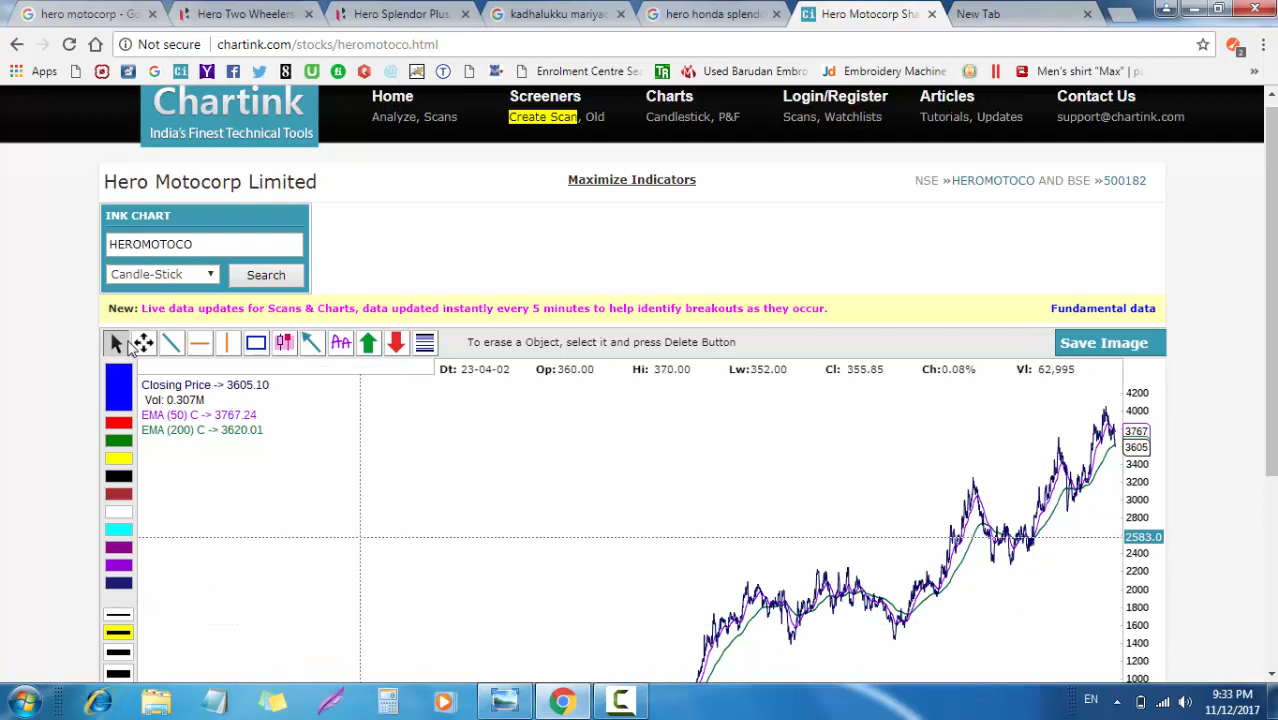 hero motocorp - Go
Hero Two Wheelers
Hero Splendor Plus
kadhalukku mariyad
hero honda splend
Hero Motocorp Sha
New Tab
Not secure
chartink.com/stocks/heromotoco.html
2
Apps
Enrolment Centre Se
Used Barudan Embro
Jd Embroidery Machine
Men's shirt "Max" | p
»
Chartink
India's Finest Technical Tools
Home
Analyze, Scans
Screeners
Create Scan, Old
Charts
Candlestick, P&F
Login/Register
Scans, Watchlists
Articles
Tutorials, Updates
Contact Us
support@chartink.com
Hero Motocorp Limited
Maximize Indicators
NSE »HEROMOTOCO AND BSE »500182
INK CHART
HEROMOTOCO
Candle-Stick
Search
New: Live data updates for Scans & Charts, data updated instantly every 5 minutes to help identify breakouts as they occur.
Fundamental data
AA
To erase a Object, select it and press Delete Button
Save Image
Dt: 23-04-02 Op:360.00 Hi: 370.00 Lw:352.00 Cl: 355.85 Ch:0.08% Vl: 62,995
Closing Price -> 3605.10
Vol: 0.307M
EMA (50) C -> 3767.24
EMA (200) C -> 3620.01
4200
4000
3767
3605
3400
3200
3000
2800
2583.0
2400
2200
2000
1800
1600
1400
1200
1000
EN
9:33 PM
11/12/2017